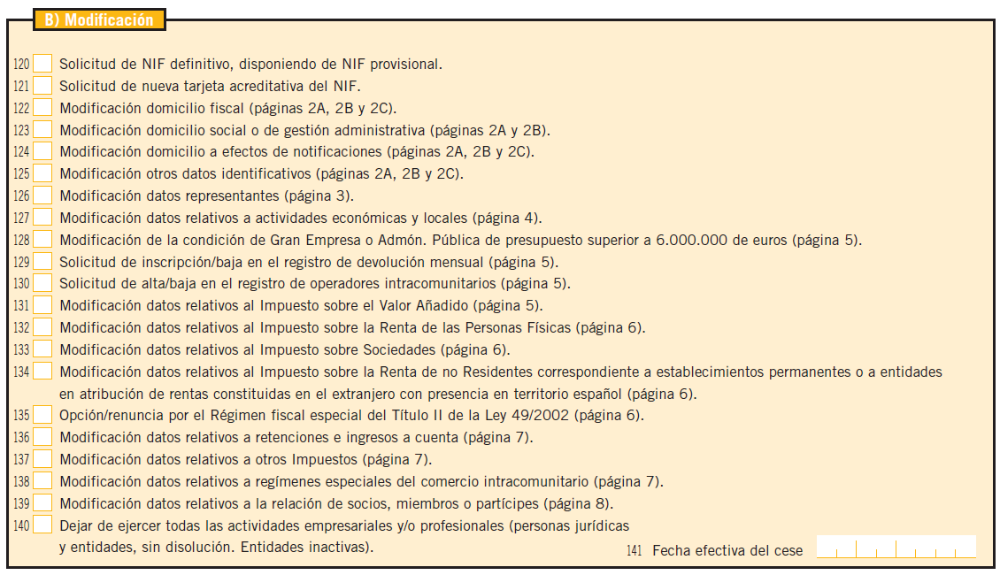 B) Modificación
120 Solicitud de NIF definitivo, disponiendo de NIF provisional.
121 Solicitud de nueva tarjeta acreditativa del NIF.
122 Modificación domicilio fiscal (páginas 2A, 2B y 2C).
123 Modificación domicilio social o de gestión administrativa (páginas 2A y 2B).
124 Modificación domicilio a efectos de notificaciones (páginas 2A, 2B y 2C).
125 Modificación otros datos identificativos (páginas 2A, 2B y 2C).
126 Modificación datos representantes (página 3).
127 Modificación datos relativos a actividades económicas y locales (página 4).
128 Modificación de la condición de Gran Empresa o Admón. Pública de presupuesto superior a 6.000.000 de euros (página 5).
129 Solicitud de inscripción/baja en el registro de devolución mensual (página 5).
130 Solicitud de alta/baja en el registro de operadores intracomunitarios (página 5).
131 Modificación datos relativos al Impuesto sobre el Valor Añadido (página 5).
132 Modificación datos relativos al Impuesto sobre la Renta de las Personas Físicas (página 6).
133 Modificación datos relativos al Impuesto sobre Sociedades (página 6).
134 Modificación datos relativos al Impuesto sobre la Renta de no Residentes correspondiente a establecimientos permanentes o a entidades
en atribución de rentas constituidas en el extranjero con presencia en territorio español (página 6).
135 Opción/renuncia por el Régimen fiscal especial del Título II de la Ley 49/2002 (página 6).
136 Modificación datos relativos a retenciones e ingresos a cuenta (página 7).
137 Modificación datos relativos a otros Impuestos (página 7).
138 Modificación datos relativos a regímenes especiales del comercio intracomunitario (página 7).
139 Modificación datos relativos a la relación de socios, miembros o partícipes (página 8).
140 Dejar de ejercer todas las actividades empresariales y/o profesionales (personas jurídicas
y entidades, sin disolución. Entidades inactivas).
141 Fecha efectiva del cese